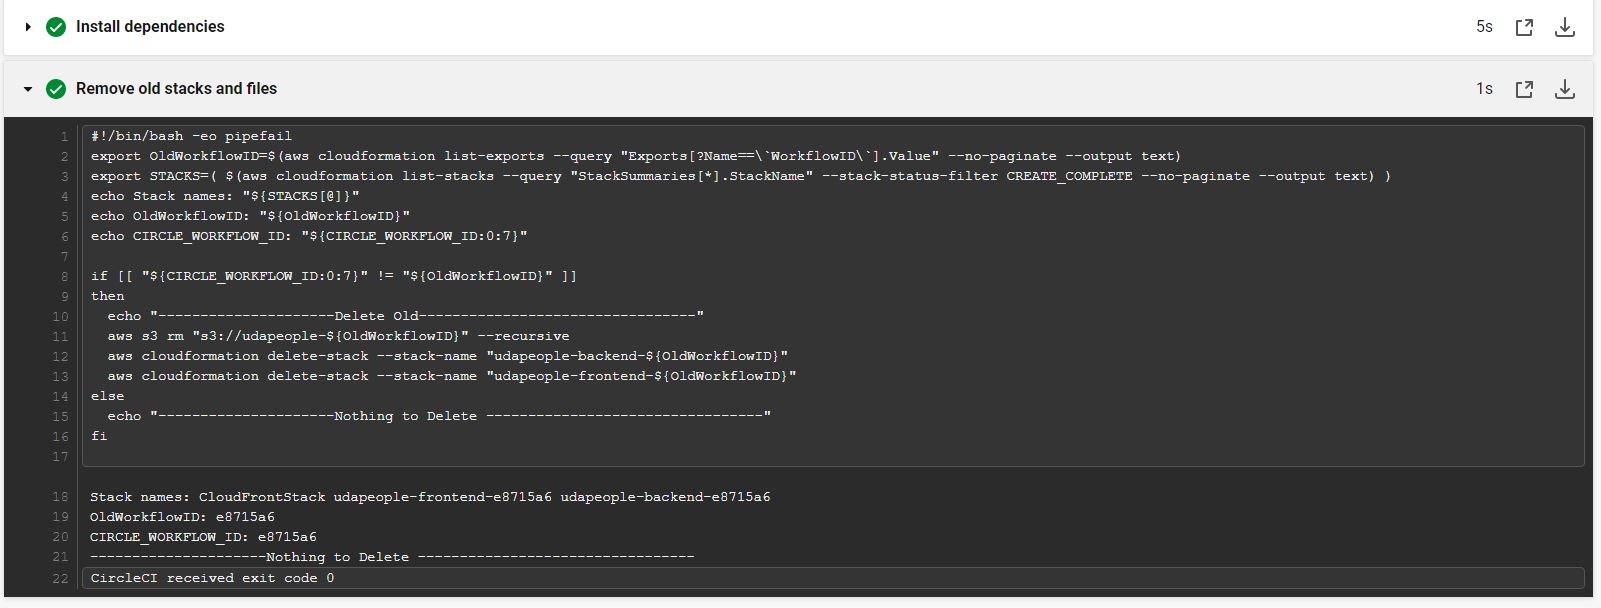 Install dependencies 5s
Remove old stacks and files 1s
1 #!/bin/bash -eo pipefail
2 export OldWorkflowID=$(aws cloudformation list-exports --query "Exports[?Name==\`WorkflowID\`].Value" --no-paginate --output text)
3 export STACKS=( $(aws cloudformation list-stacks --query "StackSummaries[*].StackName" --stack-status-filter CREATE_COMPLETE --no-paginate --output text) )
4 echo Stack names: "${STACKS[@]}"
5 echo OldWorkflowID: "${OldWorkflowID}"
6 echo CIRCLE_WORKFLOW_ID: "${CIRCLE_WORKFLOW_ID:0:7}"
7
8 if [[ "${CIRCLE_WORKFLOW_ID:0:7}" != "${OldWorkflowID}" ]]
9 then
10   echo "---------------------Delete Old---------------------------------"
11   aws s3 rm "s3://udapeople-${OldWorkflowID}" --recursive
12   aws cloudformation delete-stack --stack-name "udapeople-backend-${OldWorkflowID}"
13   aws cloudformation delete-stack --stack-name "udapeople-frontend-${OldWorkflowID}"
14 else
15   echo "---------------------Nothing to Delete ---------------------------------"
16 fi
17
18 Stack names: CloudFrontStack udapeople-frontend-e8715a6 udapeople-backend-e8715a6
19 OldWorkflowID: e8715a6
20 CIRCLE_WORKFLOW_ID: e8715a6
21 ---------------------Nothing to Delete ---------------------------------
22 CircleCI received exit code 0